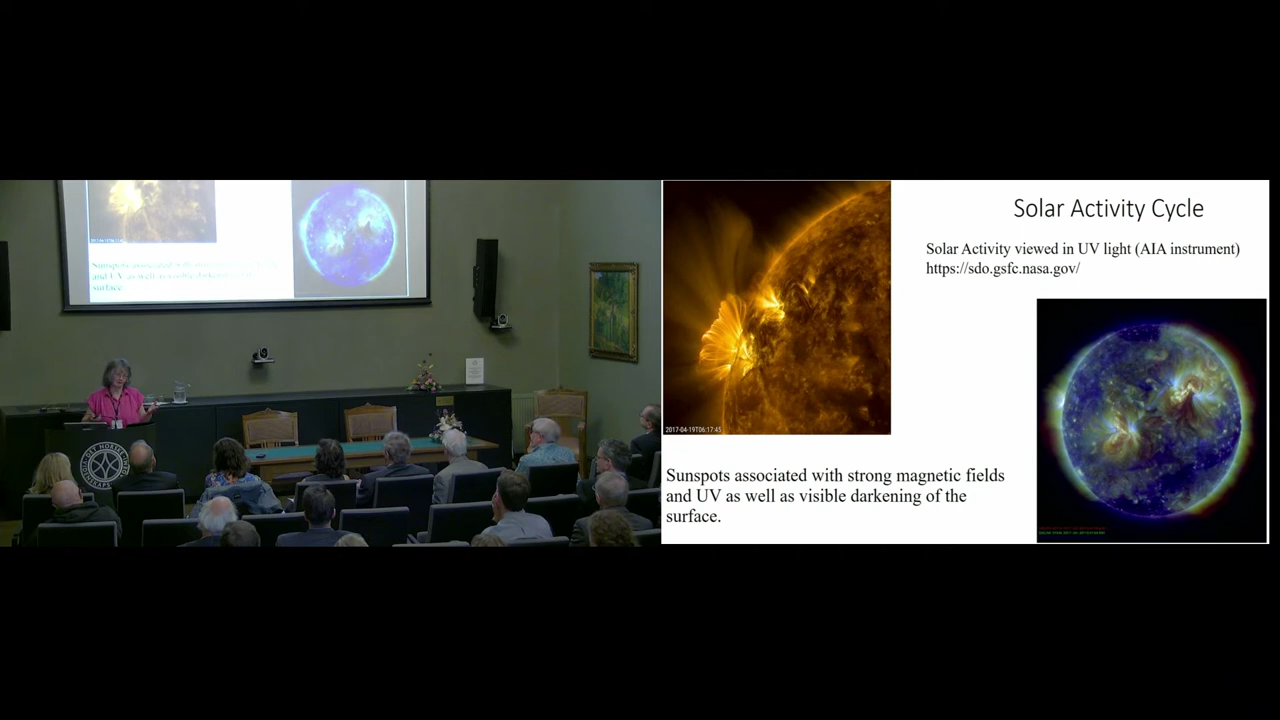 Solar Activity Cycle
Solar Activity viewed in UV light (AIA instrument)
https://sdo.gsfc.nasa.gov/
2017-04-19T06:17:45
Sunspots associated with strong magnetic fields
and UV as well as visible darkening of the
surface.